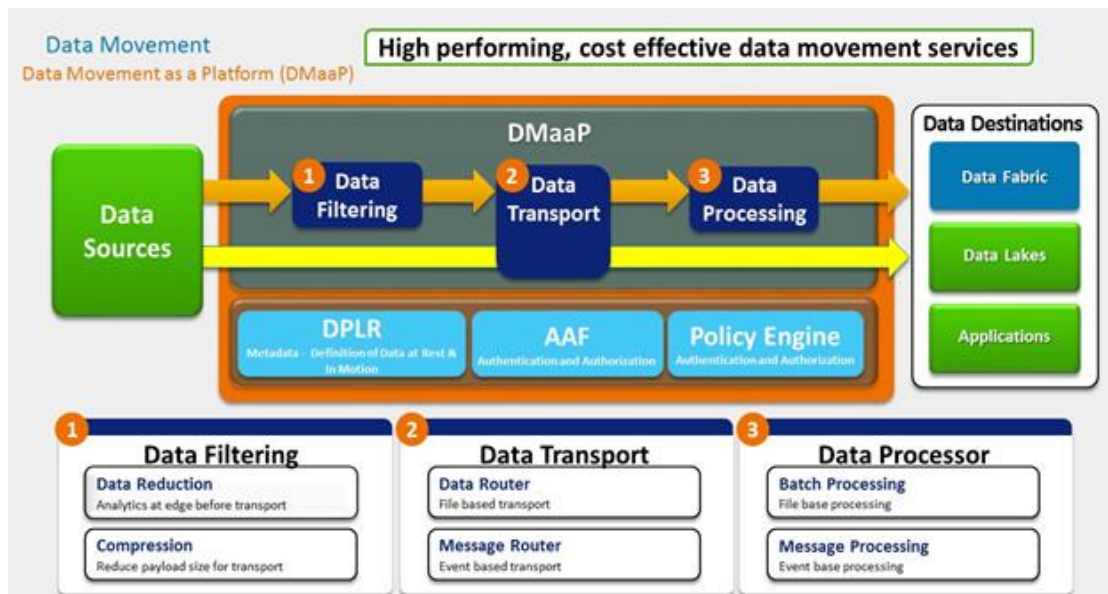 Data Movement
Data Movement as a Platform (DMaaP)
High performing, cost effective data movement services
Data
Sources
DMaaP
1
Data
Filtering
2
Data
Transport
3
Data
Processing
Data Destinations
Data Fabric
Data Lakes
Applications
DPLR
Metadata - Definition of Data at Rest &
In Motion
AAF
Authentication and Authorization
Policy Engine
Authentication and Authorization
1
Data Filtering
Data Reduction
Analytics at edge before transport
Compression
Reduce payload size for transport
2
Data Transport
Data Router
File based transport
Message Router
Event based transport
3
Data Processor
Batch Processing
File base processing
Message Processing
Event base processing